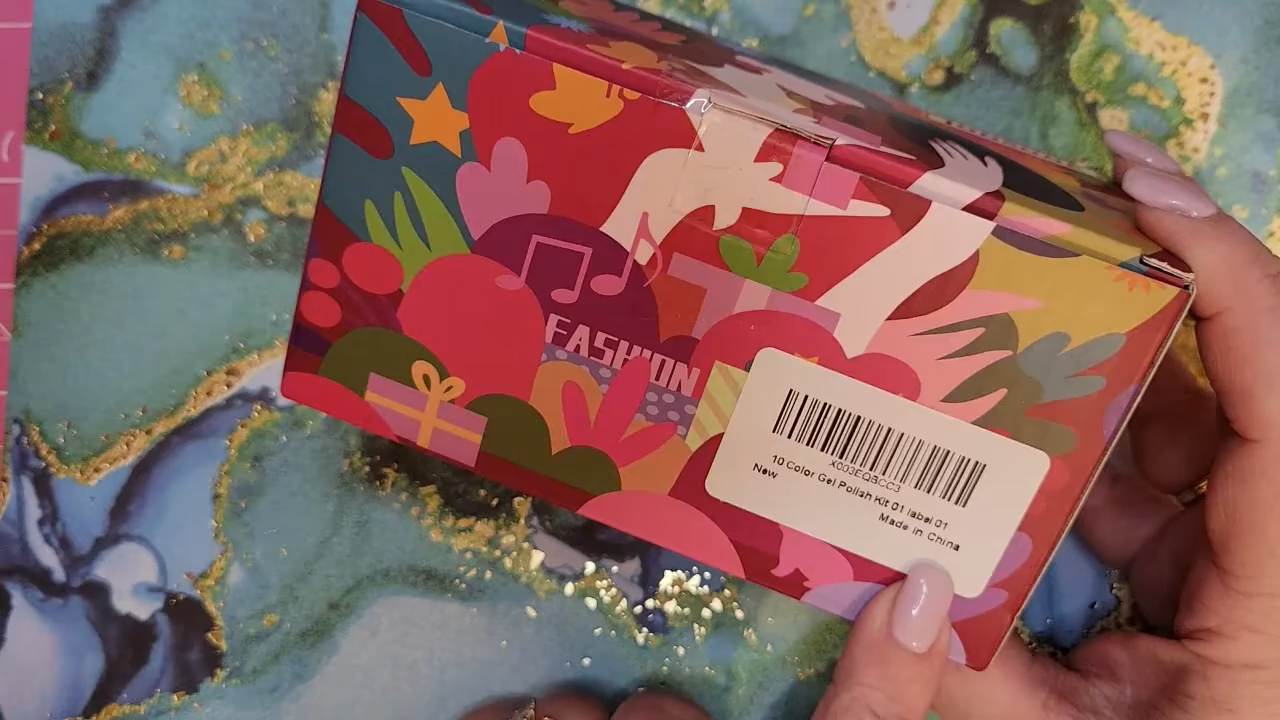 FASHION
X003EQBCC3
10 Color Gel Polish Kit 01 label 01
New
Made in China